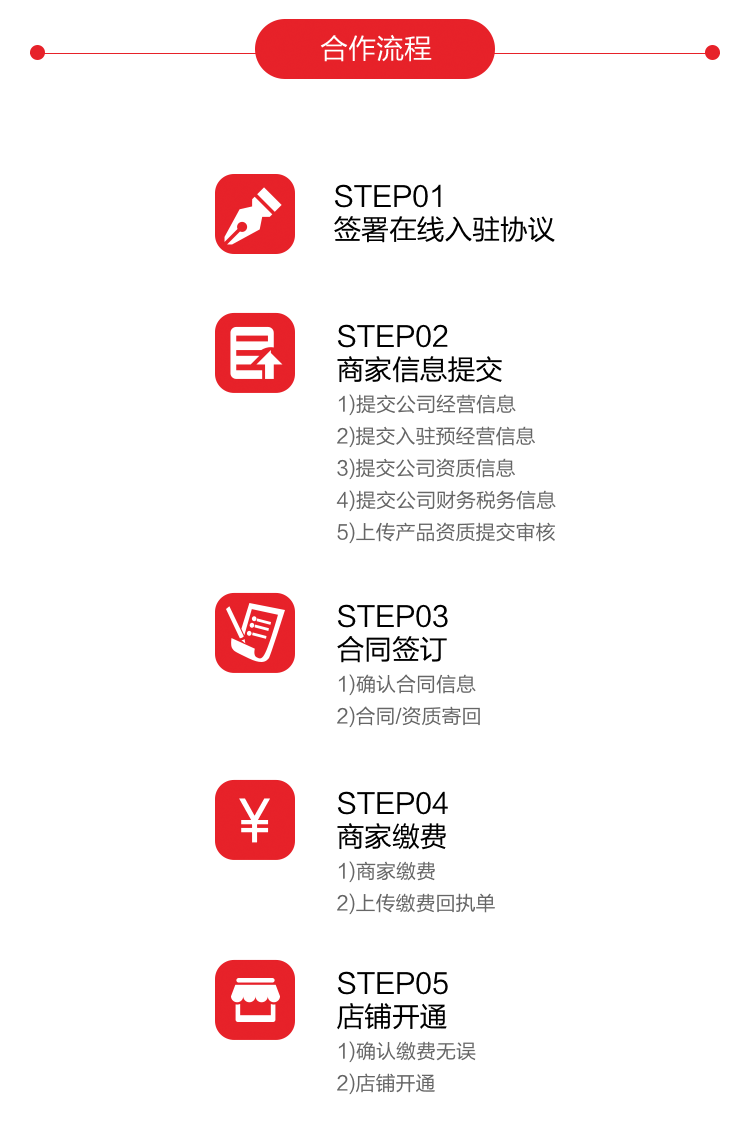 合作流程
STEP01
签署在线入驻协议
STEP02
商家信息提交
1)提交公司经营信息
2)提交入驻预经营信息
3)提交公司资质信息
4)提交公司财务税务信息
5)上传产品资质提交审核
STEP03
合同签订
1)确认合同信息
2)合同/资质寄回
¥
STEP04
商家缴费
1)商家缴费
2)上传缴费回执单
STEP05
店铺开通
1)确认缴费无误
2)店铺开通